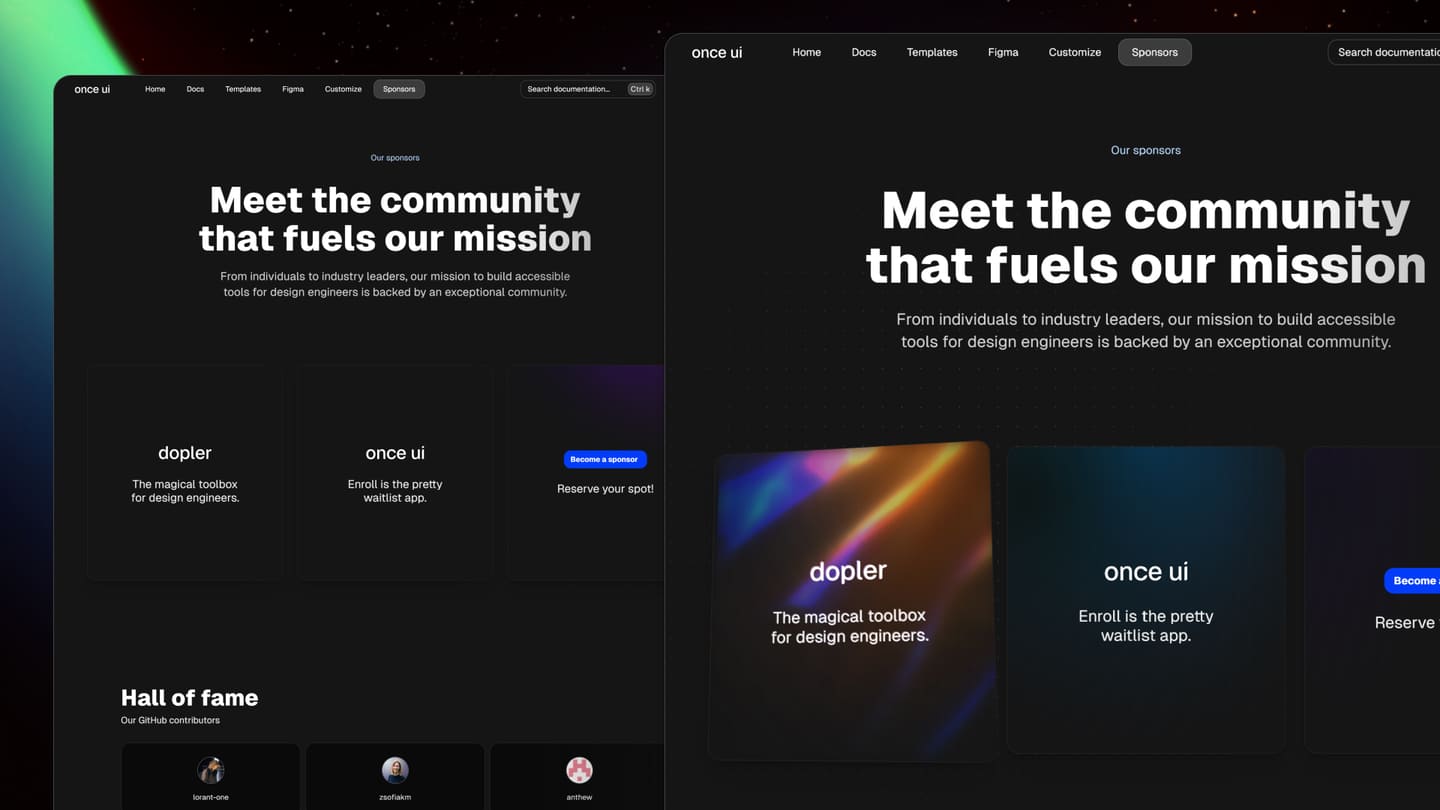 once ui
Home
Docs
Templates
Figma
Customize
Sponsors
Search documentation...
Ctrl k
Our sponsors
Meet the community
that fuels our mission
From individuals to industry leaders, our mission to build accessible
tools for design engineers is backed by an exceptional community.
dopler
The magical toolbox
for design engineers.
once ui
Enroll is the pretty
waitlist app.
Become a sponsor
Reserve your spot!
Hall of fame
Our GitHub contributors
lorant-one
zsofiakm
anthew
once ui
Home
Docs
Templates
Figma
Customize
Sponsors
Search
Our sponsors
Meet the community
that fuels our mission
From individuals to industry leaders, our mission to build accessible
tools for design engineers is backed by an exceptional community.
dopler
The magical toolbox
for design engineers.
once ui
Enroll is the pretty
waitlist app.
Become
Reserve